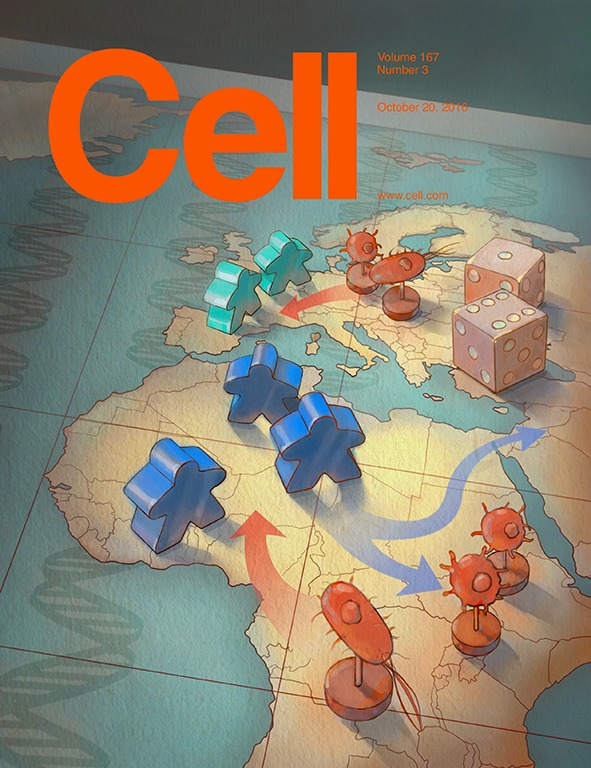 Cell
Volume 167
Number 3
October 20, 2016
www.cell.com